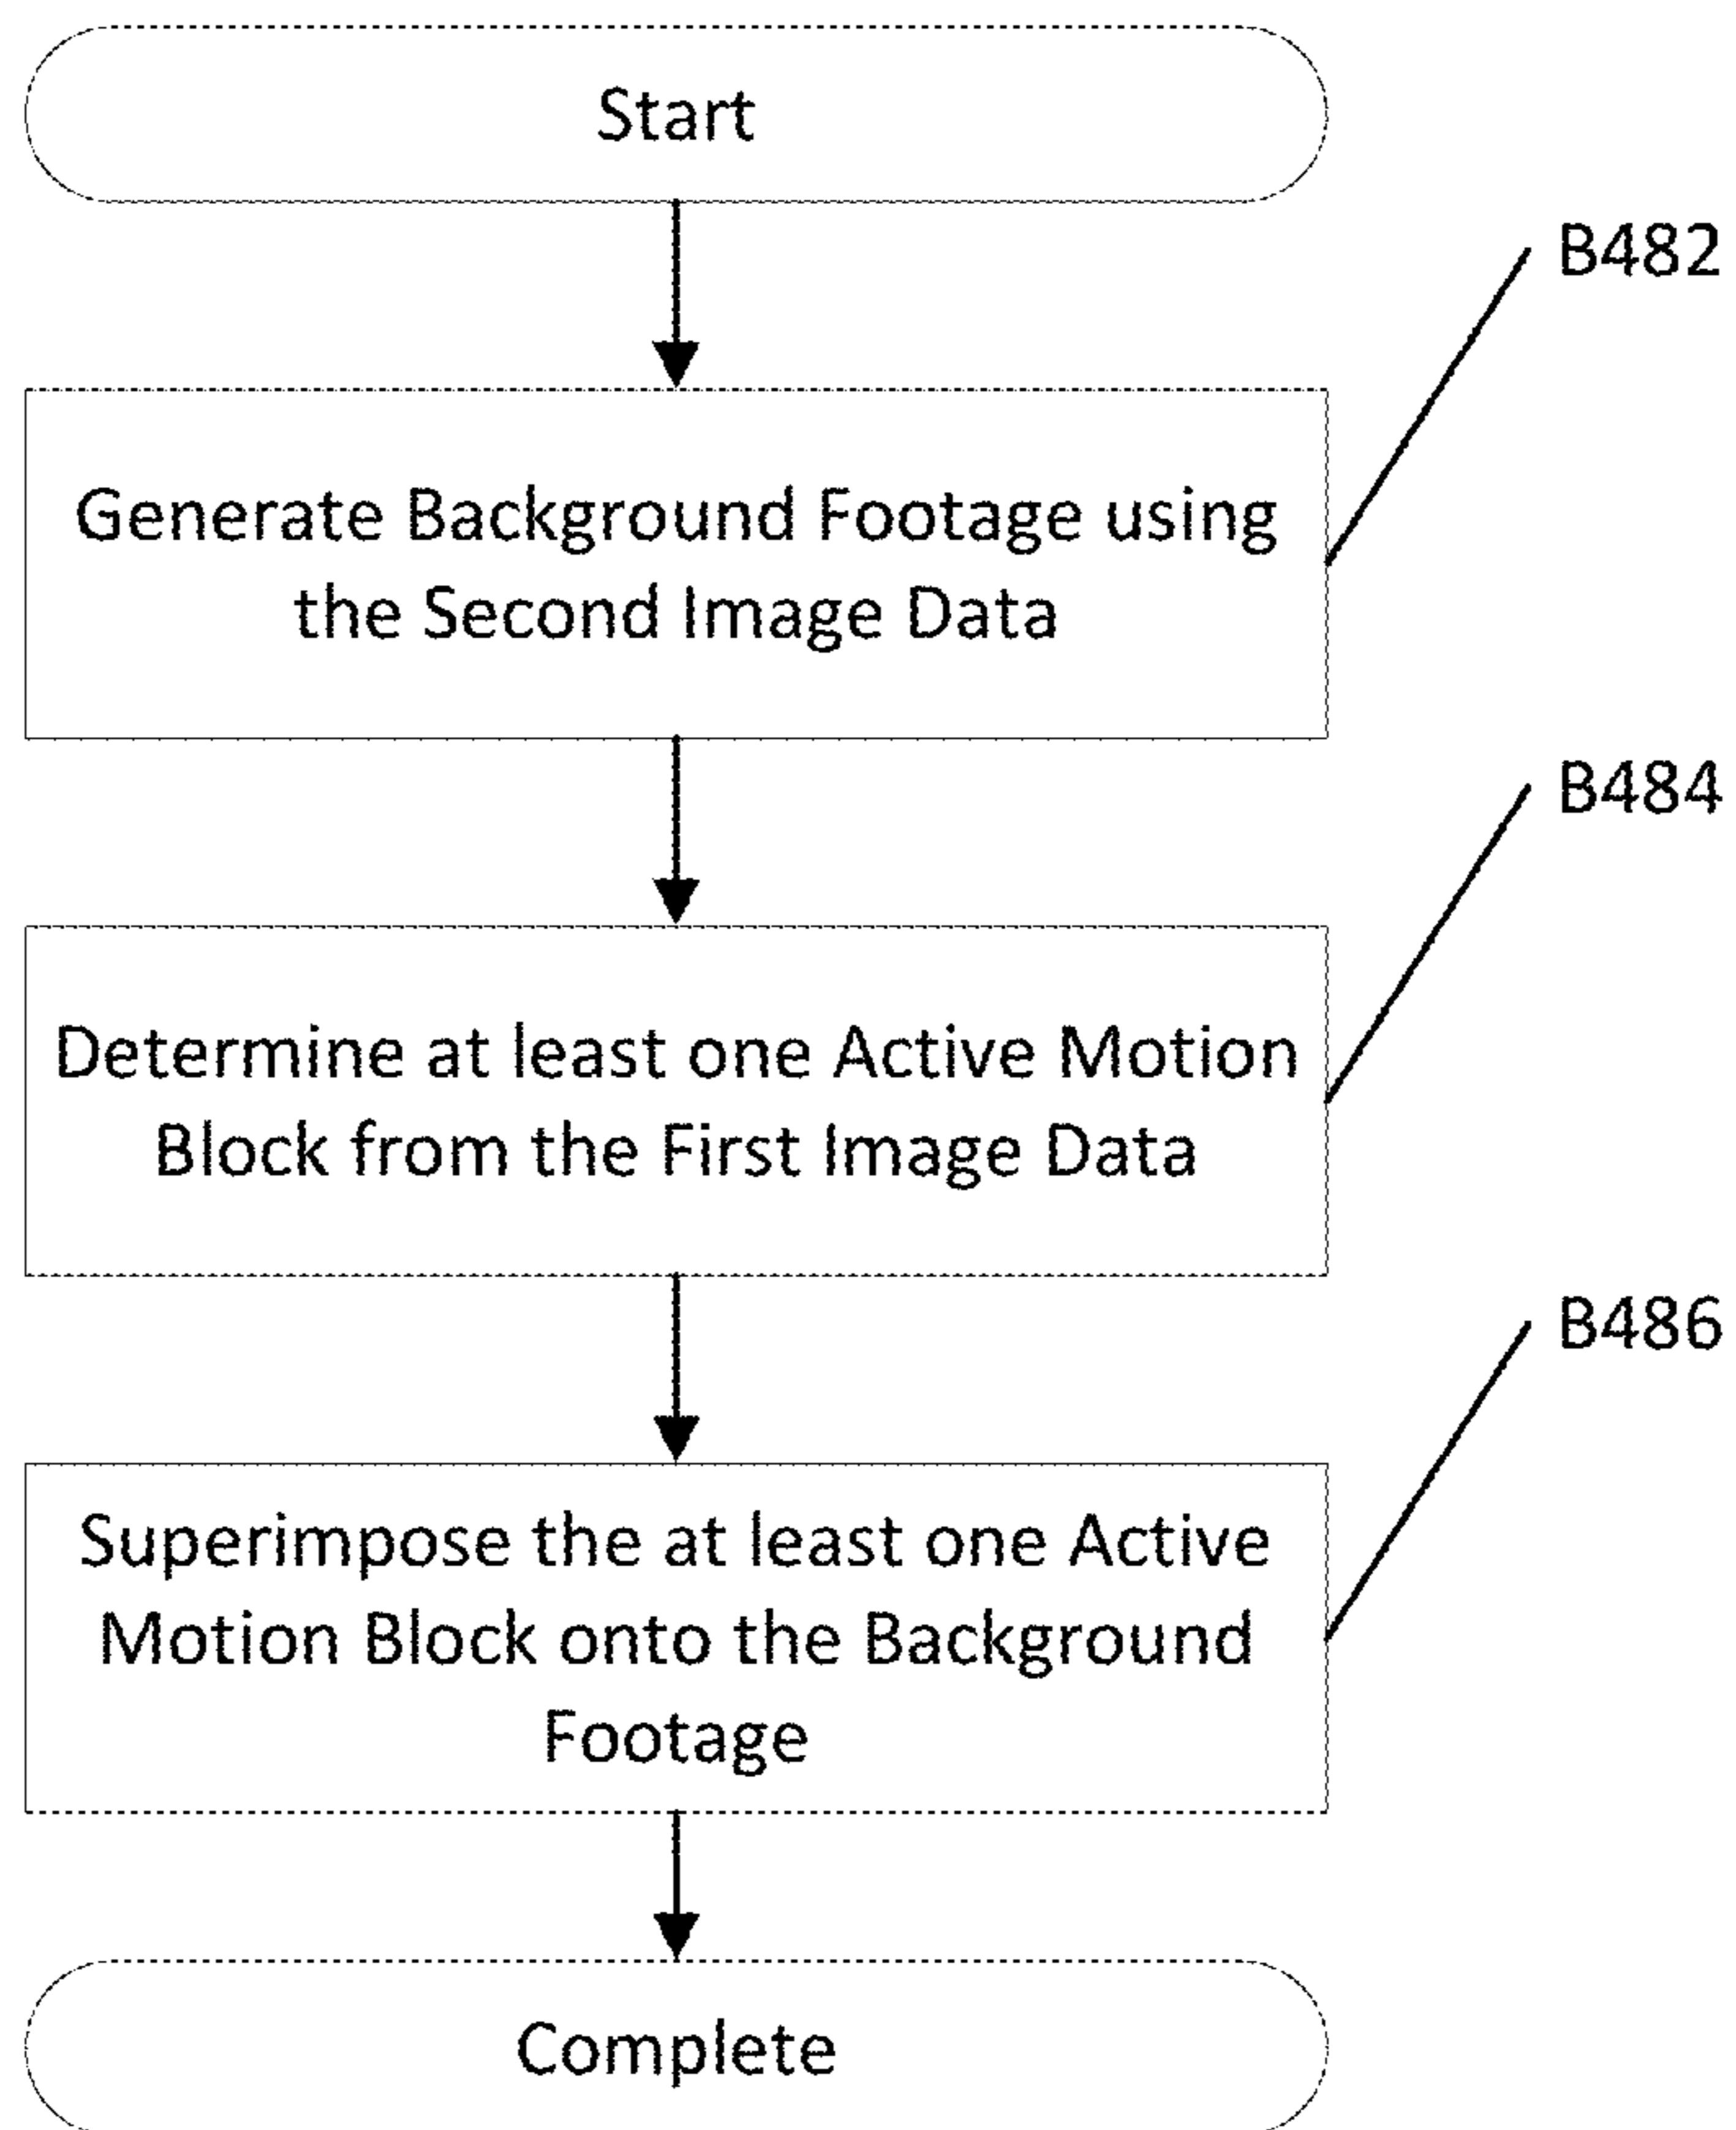 Start
B482
Generate Background Footage using
the Second Image Data
B484
Determine at least one Active Motion
Block from the First Image Data
B486
Superimpose the at least one Active
Motion Block onto the Background
Footage
Complete